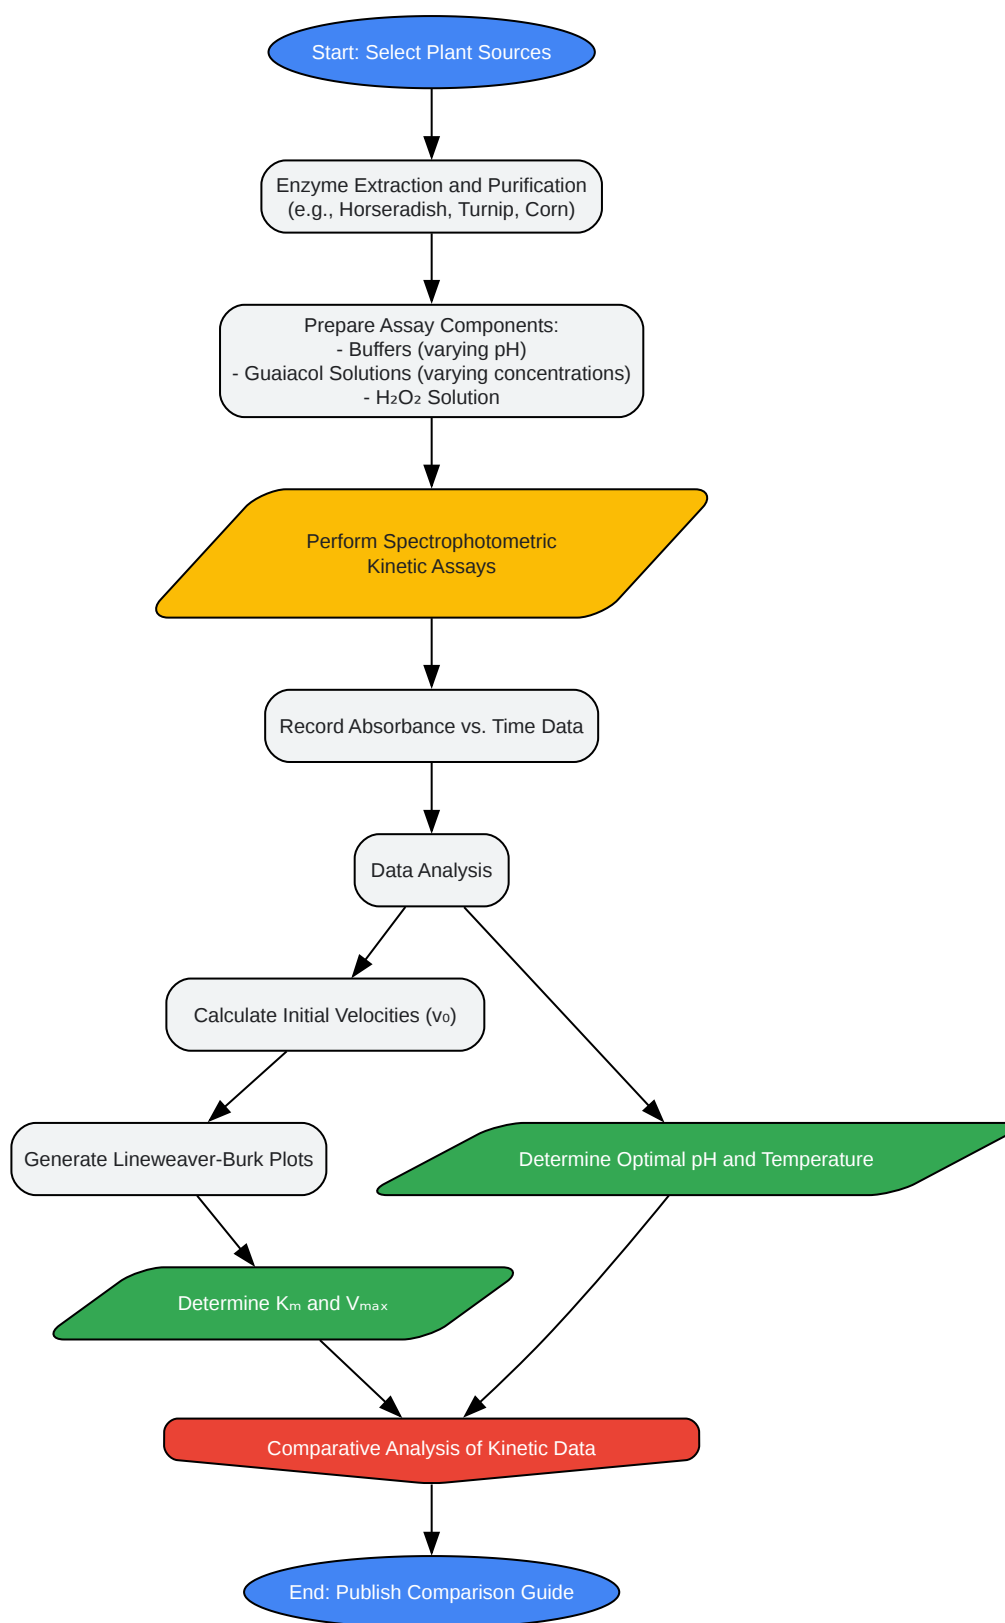 Start: Select Plant Sources
Enzyme Extraction and Purification
(e.g., Horseradish, Turnip, Corn)
Prepare Assay Components:
- Buffers (varying pH)
- Guaiacol Solutions (varying concentrations)
- H₂O₂ Solution
Perform Spectrophotometric
Kinetic Assays
Record Absorbance vs. Time Data
Data Analysis
Calculate Initial Velocities (v₀)
Generate Lineweaver-Burk Plots
Determine Optimal pH and Temperature
Determine Kₘ and Vₘₐₓ
Comparative Analysis of Kinetic Data
End: Publish Comparison Guide